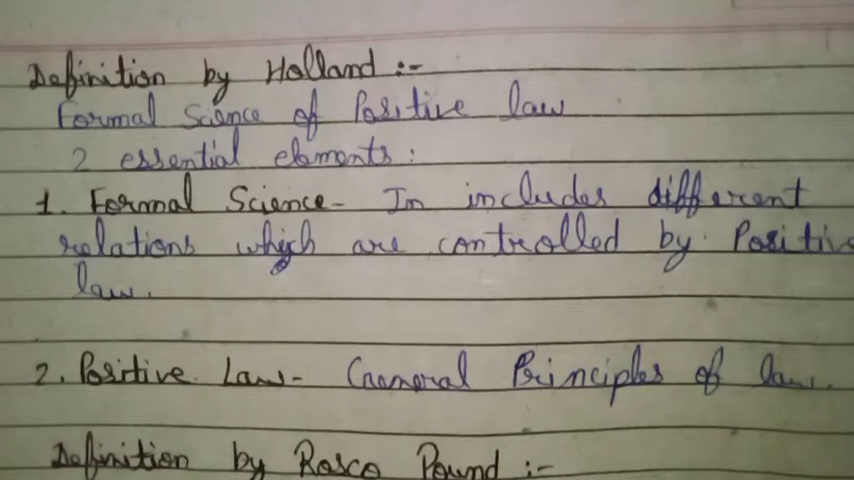 Definition by Holland :-
Formal Science of Positive law
2 essential elements:
1. Formal Science- In includes different
relations which are controlled by Positive
law.
2. Positive Law- General Principles of law.
Definition by Rosco Pound :-